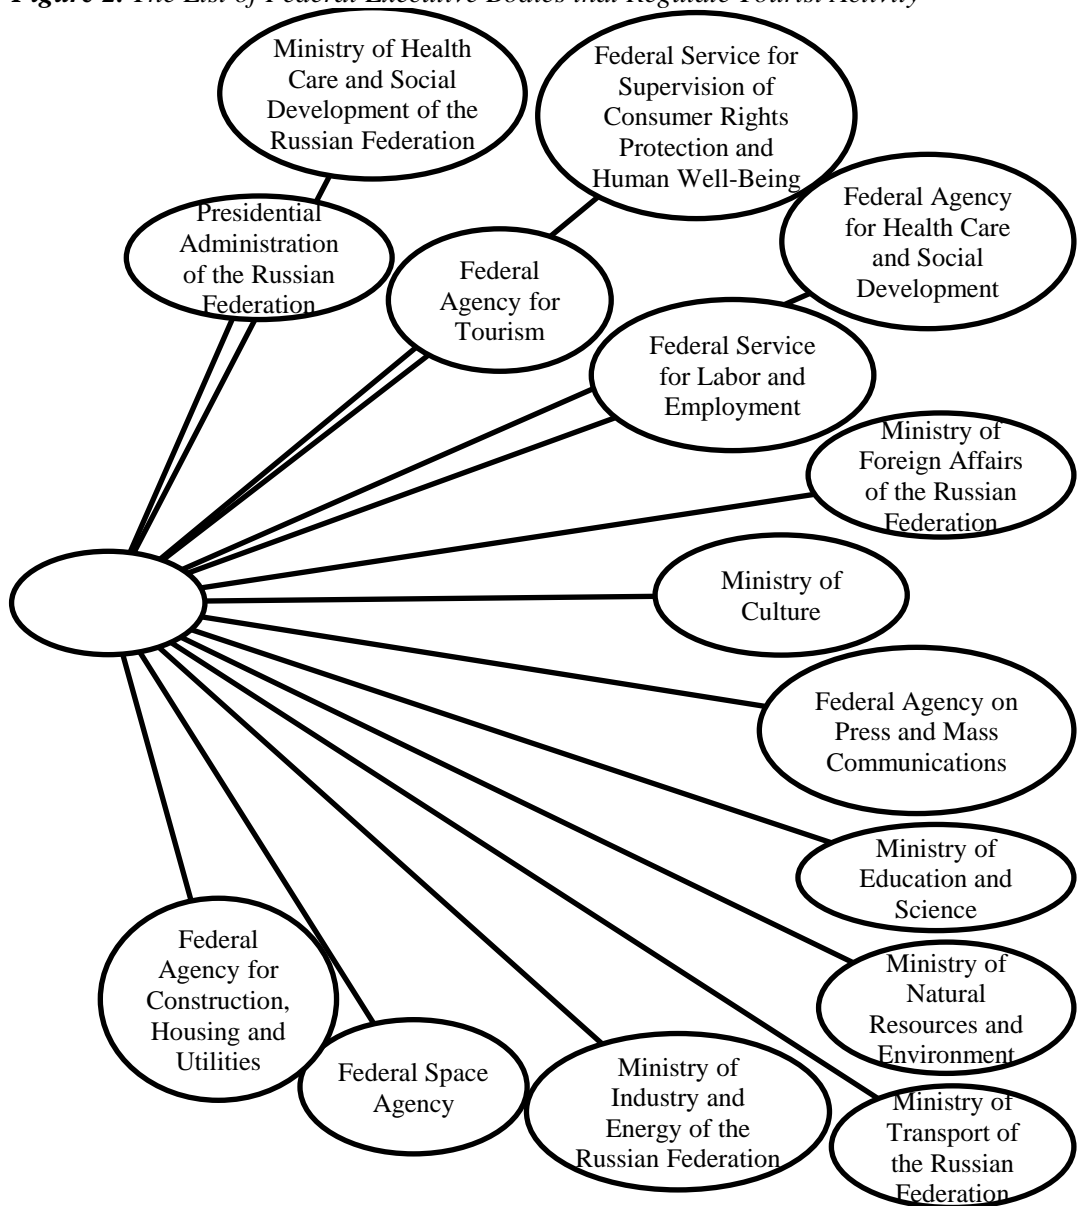 Figure 2. The List of Federal Executive Bodies that Regulate Tourist Activity
Ministry of Health
Care and Social
Development of the
Russian Federation
Federal Service for
Supervision of
Consumer Rights
Protection and
Human Well-Being
Presidential
Administration
of the Russian
Federation
Federal
Agency for
Tourism
Federal Agency
for Health Care
and Social
Development
Federal Service
for Labor and
Employment
Ministry of
Foreign Affairs
of the Russian
Federation
Ministry of
Culture
Federal Agency on
Press and Mass
Communications
Ministry of
Education and
Science
Federal
Agency for
Construction,
Housing and
Utilities
Ministry of
Natural
Resources and
Environment
Federal Space
Agency
Ministry of
Industry and
Energy of the
Russian Federation
Ministry of
Transport of
the Russian
Federation